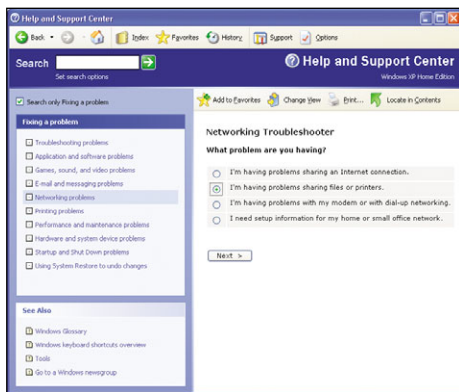 Help and Support Center
Back Index Favorites History Support Options
Search
Set search options
Help and Support Center
Windows XP Home Edition
Search only Fixing a problem
Add to Favorites Change View Print... Locate in Contents
Fixing a problem
Troubleshooting problems
Application and software problems
Games, sound, and video problems
E-mail and messaging problems
Networking problems
Printing problems
Performance and maintenance problems
Hardware and system device problems
Startup and Shut Down problems
Using System Restore to undo changes
See Also
Windows Glossary
Windows keyboard shortcuts overview
Tools
Go to a Windows newsgroup
Networking Troubleshooter
What problem are you having?
I'm having problems sharing an Internet connection.
I'm having problems sharing files or printers.
I'm having problems with my modem or with dial-up networking.
I need setup information for my home or small office network.
Next >